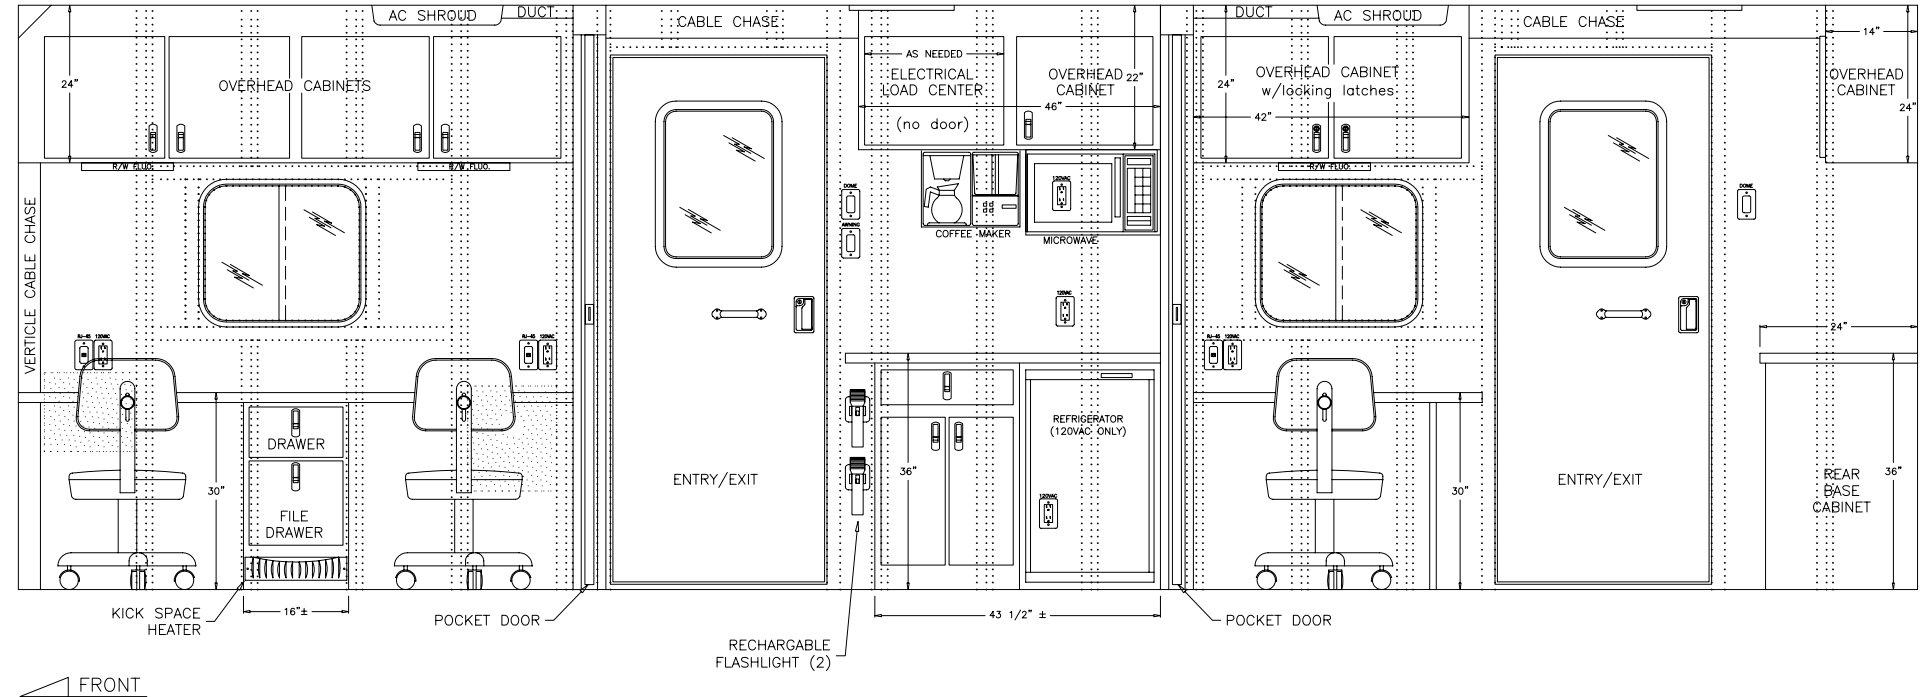 AC SHROUD
DUCT
CABLE CHASE
DUCT
AC SHROUD
CABLE CHASE
14"
24"
OVERHEAD CABINETS
AS NEEDED
ELECTRICAL
LOAD CENTER
(no door)
OVERHEAD
CABINET
22"
46"
24"
OVERHEAD CABINET
w/locking latches
42"
OVERHEAD
CABINET
24"
R/W FLUO.
R/W FLUO.
R/W FLUO.
VERTICLE CABLE CHASE
DOME
AWNING
120VAC
COFFEE MAKER
MICROWAVE
DOME
120VAC
RJ-45 120VAC
RJ-45 120VAC
RJ-45 120VAC
24"
DRAWER
FILE
DRAWER
30"
ENTRY/EXIT
36"
REFRIGERATOR
(120VAC ONLY)
120VAC
30"
ENTRY/EXIT
REAR
BASE
CABINET
36"
KICK SPACE
HEATER
16"±
POCKET DOOR
RECHARGABLE
FLASHLIGHT (2)
43 1/2" ±
POCKET DOOR
FRONT